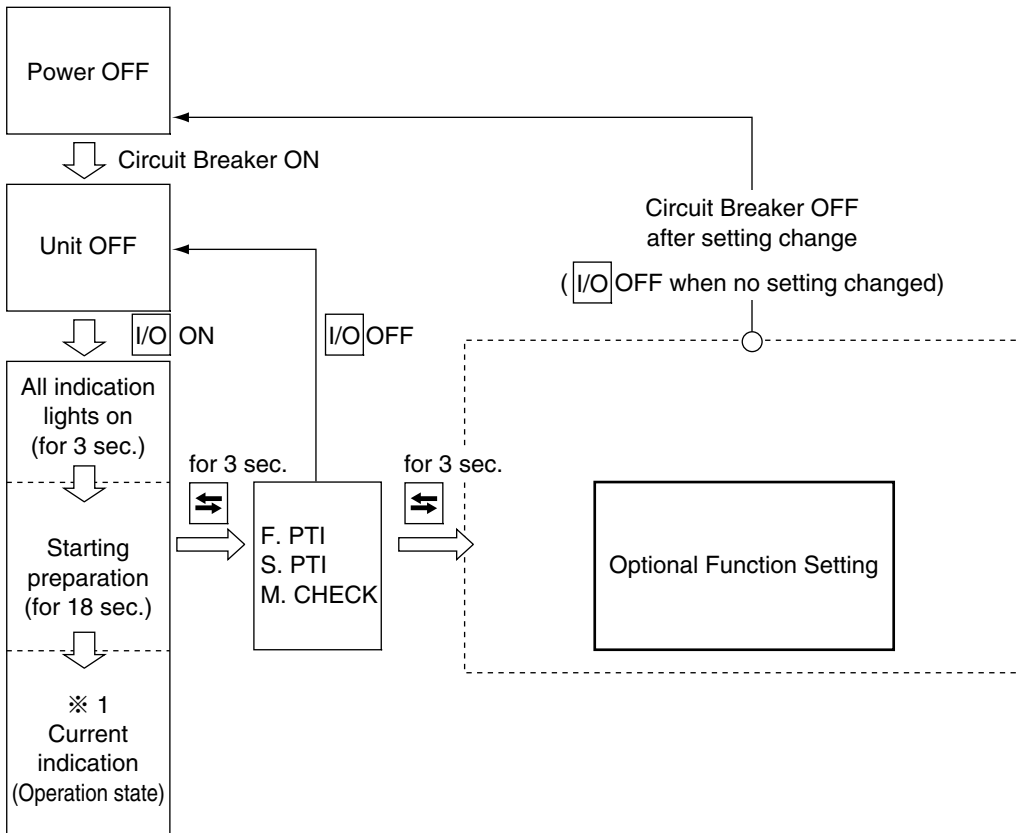 Power OFF
Circuit Breaker ON
Unit OFF
Circuit Breaker OFF
after setting change
( I/O OFF when no setting changed)
I/O ON
I/O OFF
All indication
lights on
(for 3 sec.)
for 3 sec.
for 3 sec.
Starting
preparation
(for 18 sec.)
F. PTI
S. PTI
M. CHECK
Optional Function Setting
※ 1
Current
indication
(Operation state)